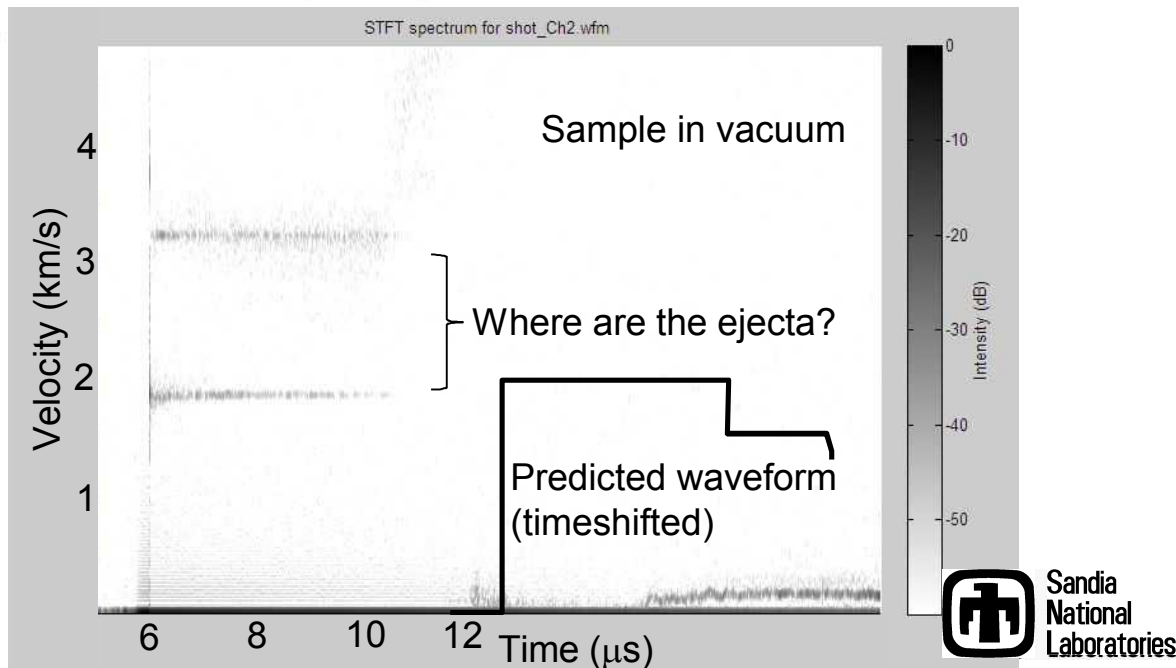 STFT spectrum for shot_Ch2.wfm
Sample in vacuum
Where are the ejecta?
Predicted waveform
(timeshifted)
Velocity (km/s)
4
3
2
1
6
8
10
12
Time (μs)
0
-10
-20
-30
-40
-50
Intensity (dB)
Sandia
National
Laboratories